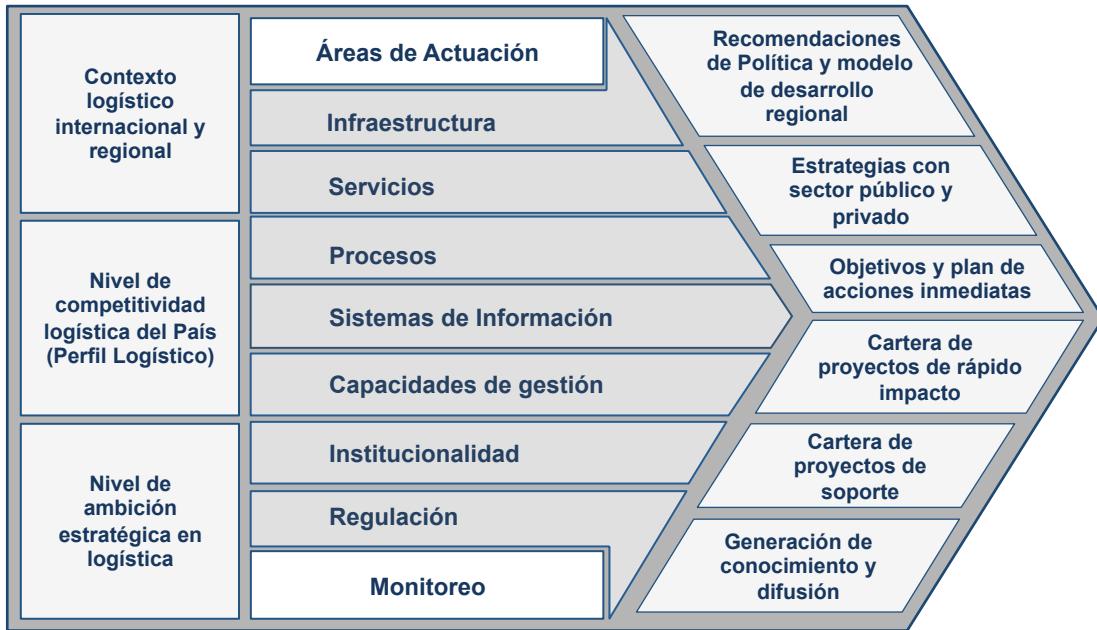 Contexto
logístico
internacional y
regional
Nivel de
competitividad
logística del País
(Perfil Logístico)
Nivel de
ambición
estratégica en
logística
Áreas de Actuación
Infraestructura
Servicios
Procesos
Sistemas de Información
Capacidades de gestión
Institucionalidad
Regulación
Monitoreo
Recomendaciones
de Política y modelo
de desarrollo
regional
Estrategias con
sector público y
privado
Objetivos y plan de
acciones inmediatas
Cartera de
proyectos de rápido
impacto
Cartera de
proyectos de
soporte
Generación de
conocimiento y
difusión